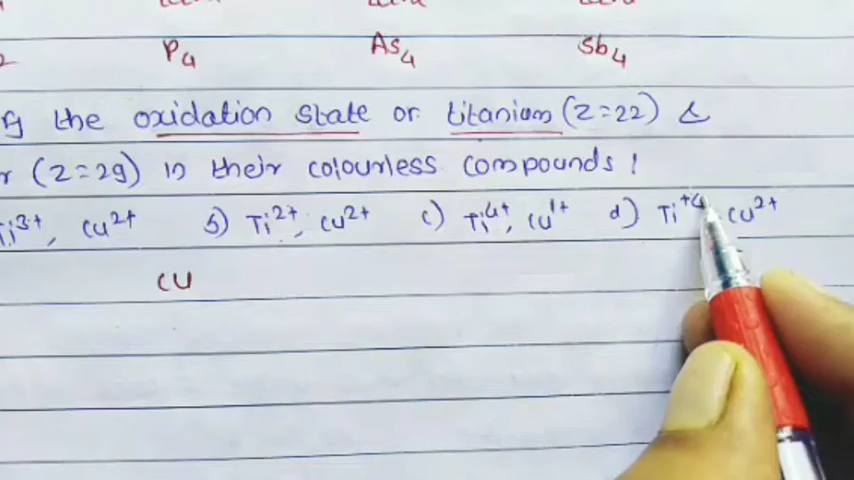 P4 As4 Sb4
the oxidation state or titanium (Z=22) &
(Z=29) in their colourless compounds!
Ti3+, Cu2+ b) Ti2+, Cu2+ c) Ti4+, Cu1+ d) Ti+4 Cu2+
CU